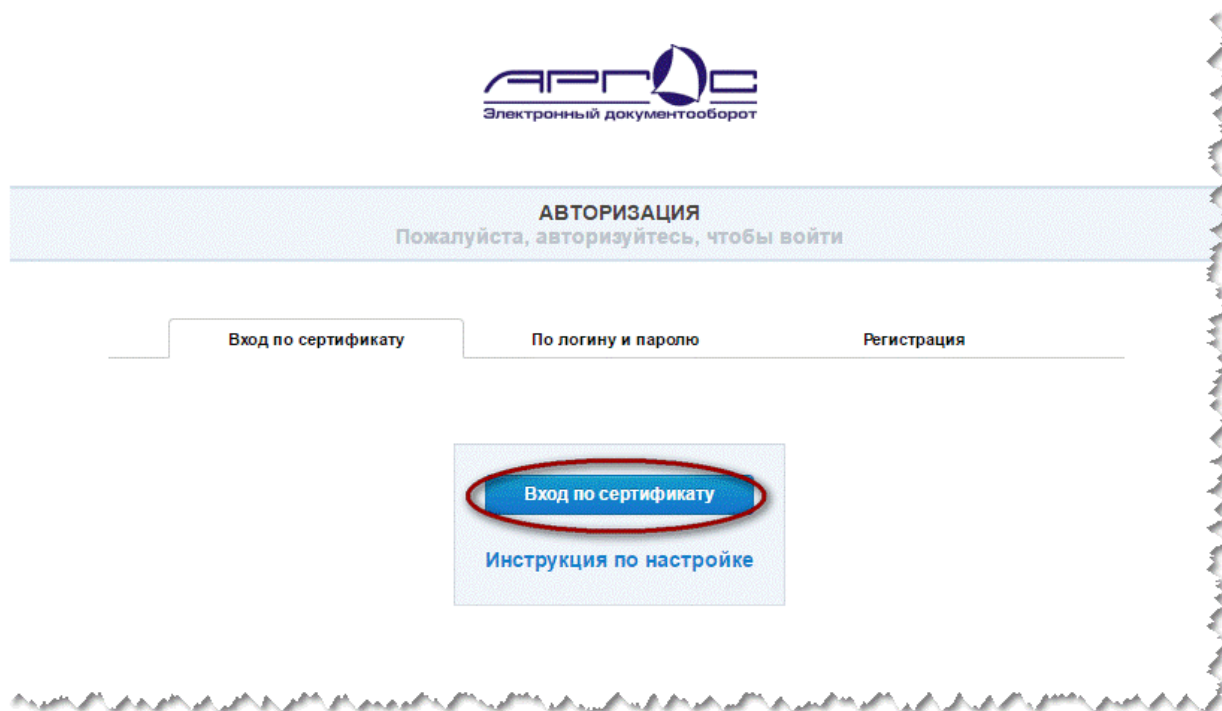 АРГОС
Электронный документооборот
АВТОРИЗАЦИЯ
Пожалуйста, авторизуйтесь, чтобы войти
Вход по сертификату
По логину и паролю
Регистрация
Вход по сертификату
Инструкция по настройке